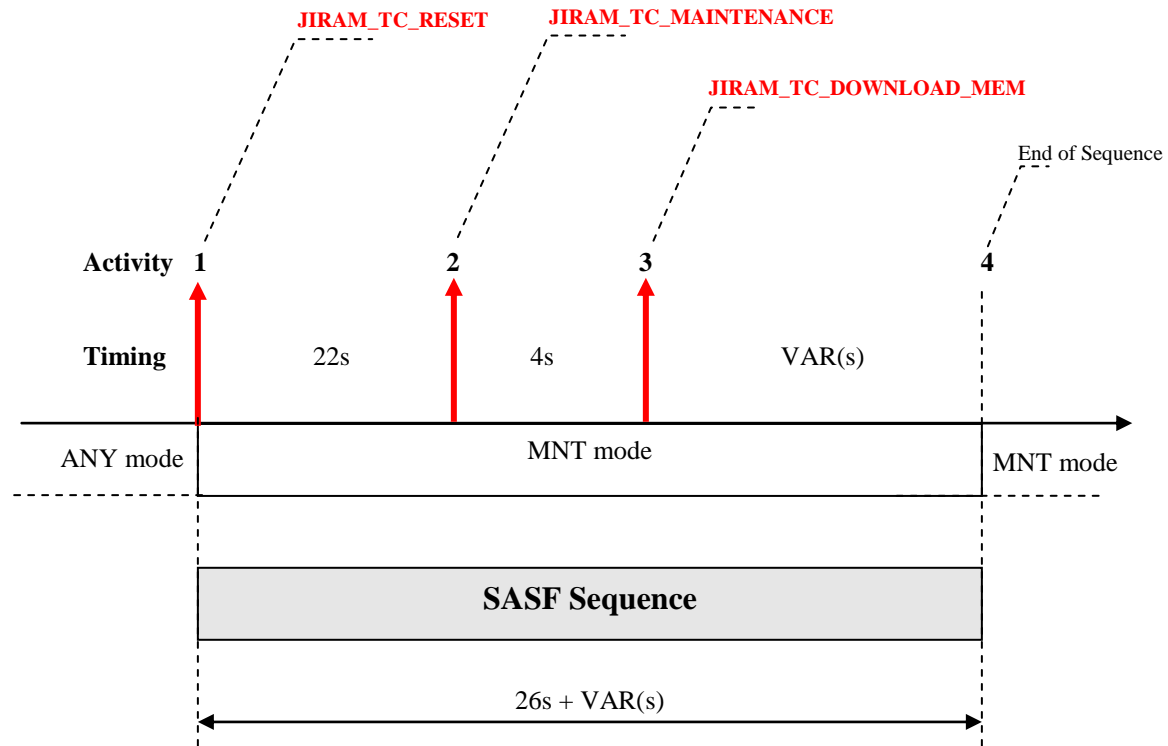 JIRAM_TC_RESET
JIRAM_TC_MAINTENANCE
JIRAM_TC_DOWNLOAD_MEM
End of Sequence
Activity 1 2 3 4
Timing 22s 4s VAR(s)
ANY mode MNT mode MNT mode
SASF Sequence
26s + VAR(s)